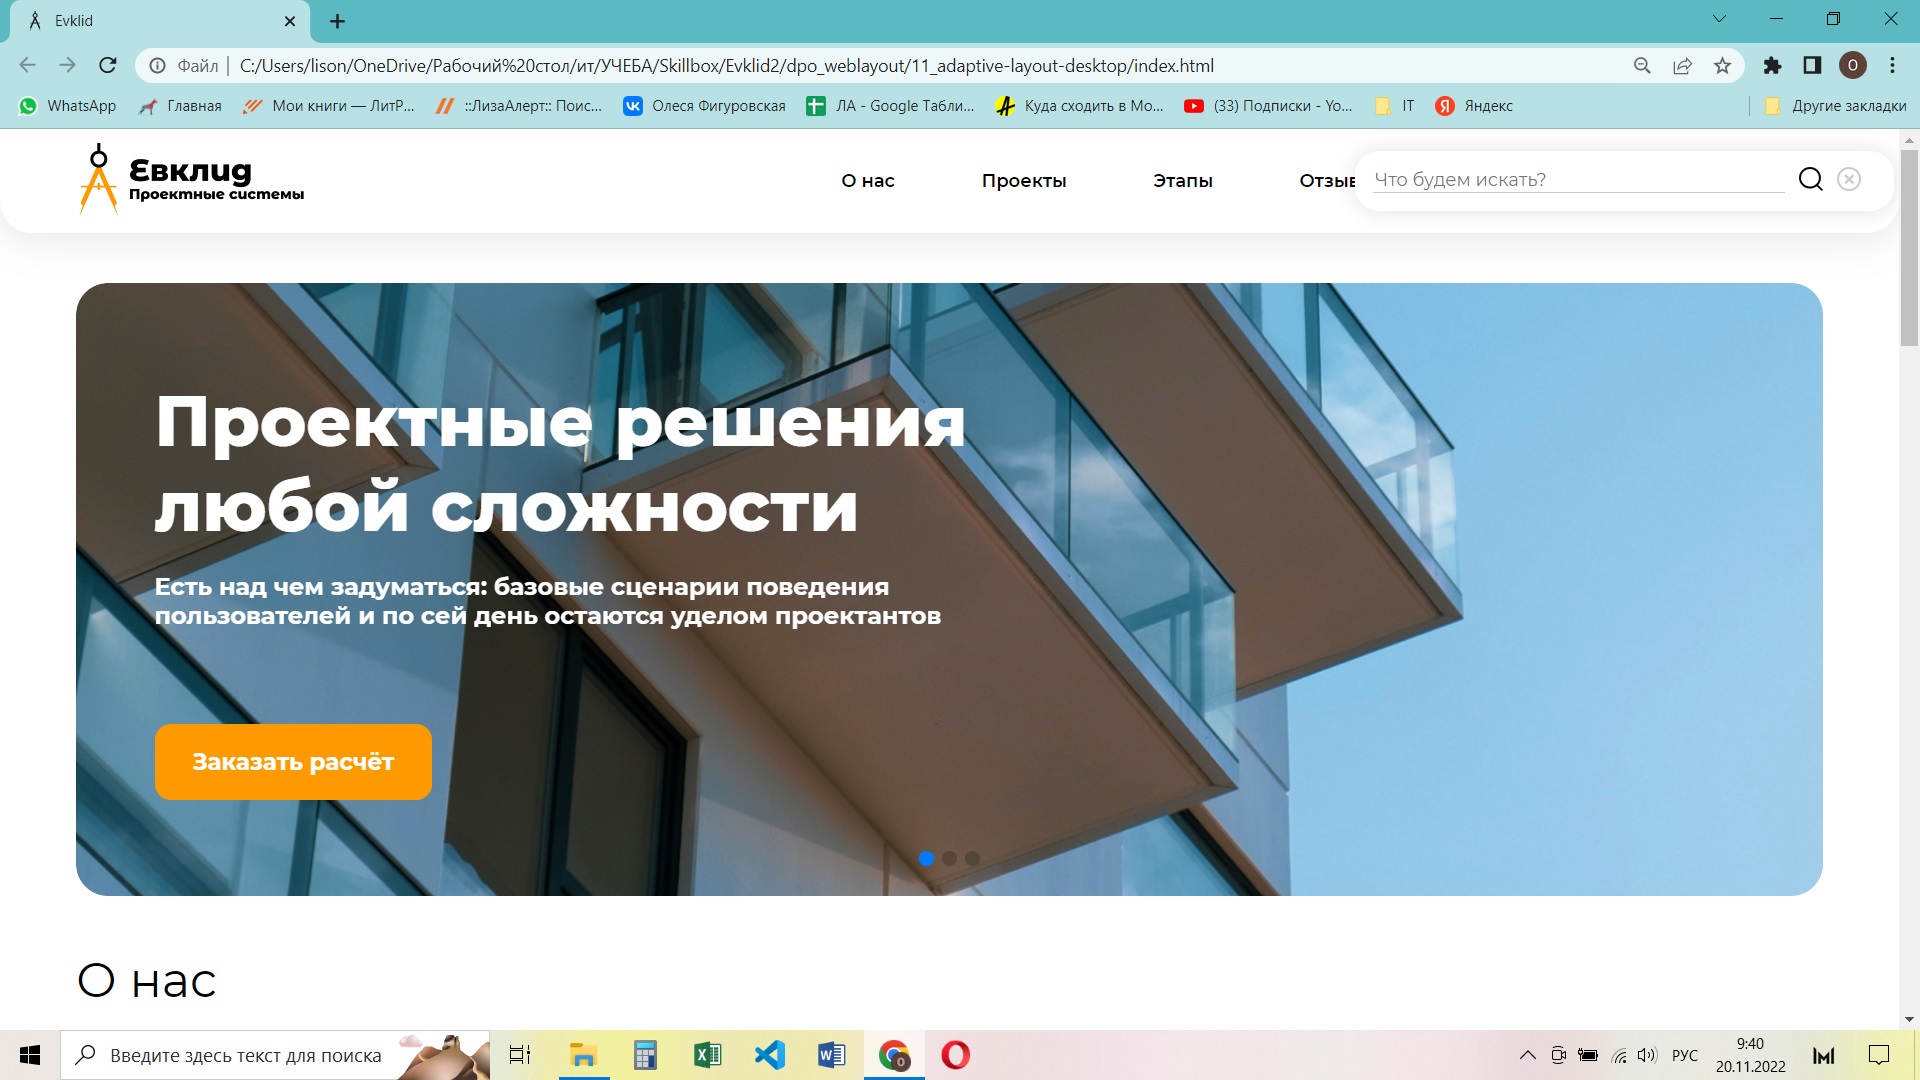 Evklid
Файл
C:/Users/lison/OneDrive/Рабочий%20стол/ит/УЧЕБА/Skillbox/Evklid2/dpo_weblayout/11_adaptive-layout-desktop/index.html
О
WhatsApp
Главная
Мои книги — ЛитР...
::ЛизаАлерт:: Поис...
Олеся Фигуровская
ЛА - Google Табли...
Куда сходить в Мо...
(33) Подписки - Yo...
IT
Яндекс
Другие закладки
Евклид
Проектные системы
О нас
Проекты
Этапы
Отзыв
Что будем искать?
Проектные решения
любой сложности
Есть над чем задуматься: базовые сценарии поведения
пользователей и по сей день остаются уделом проектантов
Заказать расчёт
О нас
Введите здесь текст для поиска
РУС
9:40
20.11.2022